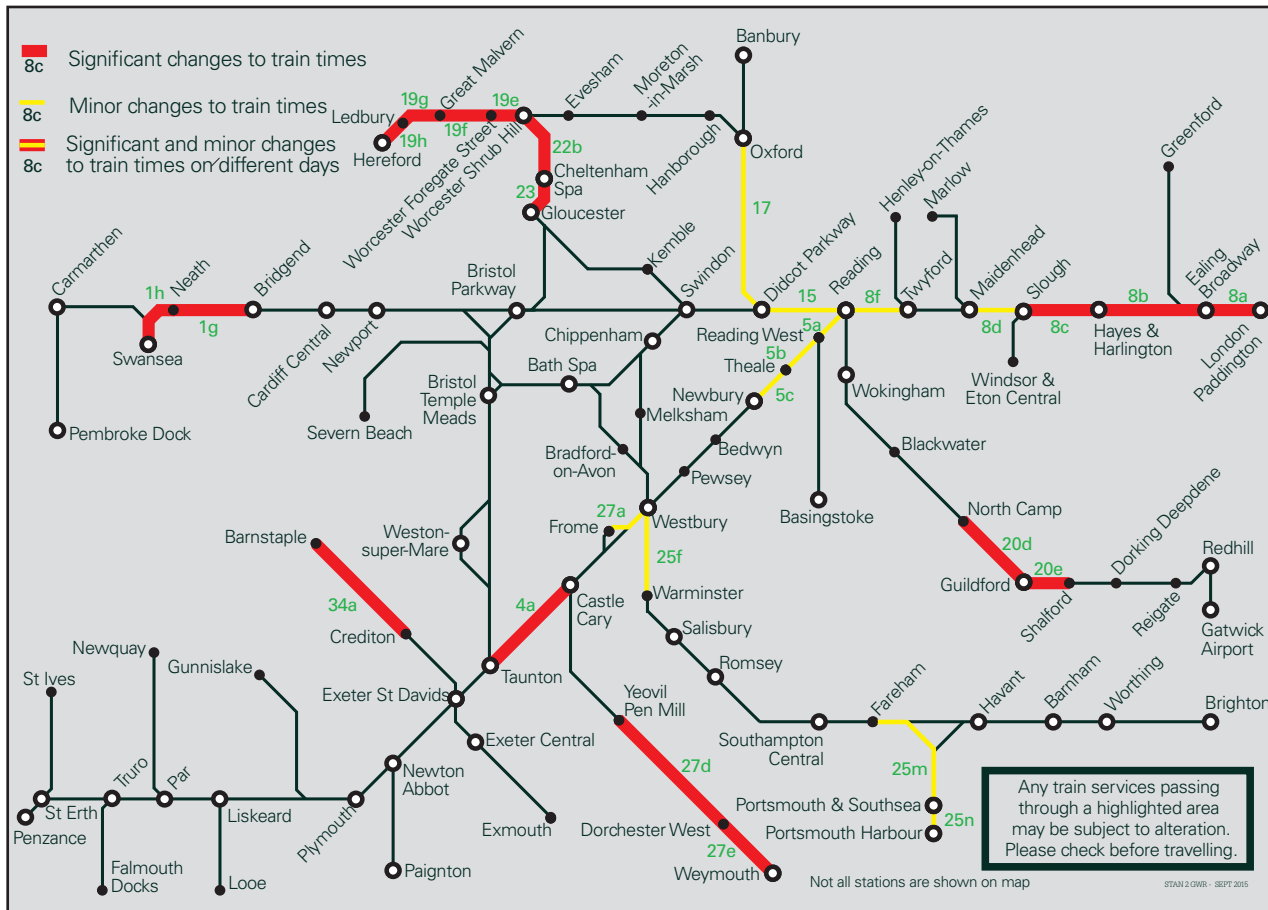 8c Significant changes to train times
8c Minor changes to train times
8c Significant and minor changes
to train times on different days
Banbury
Moreton
-in-Marsh
Evesham
Great Malvern
19g
19e
Ledbury
19f
19h
Hereford
Worcester Foregate Street
Worcester Shrub Hill
22b
Hanborough
Oxford
Henley-on-Thames
Marlow
Greenford
Cheltenham
Spa
23
Gloucester
17
Kemble
Carmarthen
Neath
Bridgend
1h
1g
Swansea
Cardiff Central
Newport
Bristol
Parkway
Swindon
Didcot Parkway
15
Reading
8f
Twyford
Maidenhead
8d
Slough
8c
8b
Hayes &
Harlington
Ealing
Broadway
8a
London
Paddington
Chippenham
Reading West
5a
Theale
5b
5c
Newbury
Bath Spa
Windsor &
Eton Central
Wokingham
Bristol
Temple
Meads
Severn Beach
Pembroke Dock
Melksham
Bradford-
on-Avon
Bedwyn
Pewsey
Blackwater
Basingstoke
Westbury
27a
Frome
25f
North Camp
20d
Guildford
20e
Shalford
Dorking Deepdene
Reigate
Redhill
Gatwick
Airport
Barnstaple
Weston-
super-Mare
34a
Crediton
4a
Castle
Cary
Warminster
Salisbury
Romsey
Taunton
Newquay
Gunnislake
St Ives
Exeter St Davids
Exeter Central
Yeovil
Pen Mill
Southampton
Central
Fareham
Havant
Barnham
Worthing
Brighton
Newton
Abbot
27d
25m
Truro
Par
St Erth
Penzance
Liskeard
Plymouth
Exmouth
Dorchester West
Portsmouth & Southsea
25n
Portsmouth Harbour
Falmouth
Docks
Looe
Paignton
27e
Weymouth
Any train services passing
through a highlighted area
may be subject to alteration.
Please check before travelling.
Not all stations are shown on map
STAN 2 GWR - SEPT 2015